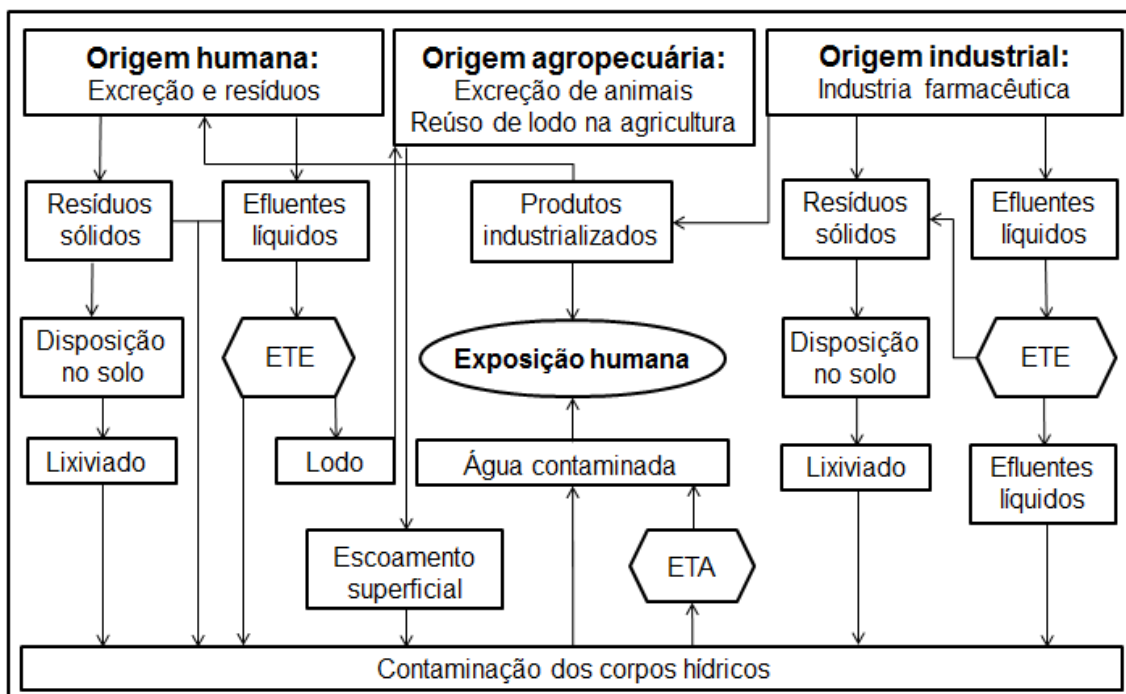 Origem humana:
Excreção e resíduos
Origem agropecuária:
Excreção de animais
Reúso de lodo na agricultura
Origem industrial:
Industria farmacêutica
Resíduos
sólidos
Efluentes
líquidos
Produtos
industrializados
Resíduos
sólidos
Efluentes
líquidos
Disposição
no solo
ETE
Exposição humana
Disposição
no solo
ETE
Lixiviado
Lodo
Água contaminada
Lixiviado
Efluentes
líquidos
Escoamento
superficial
ETA
Contaminação dos corpos hídricos